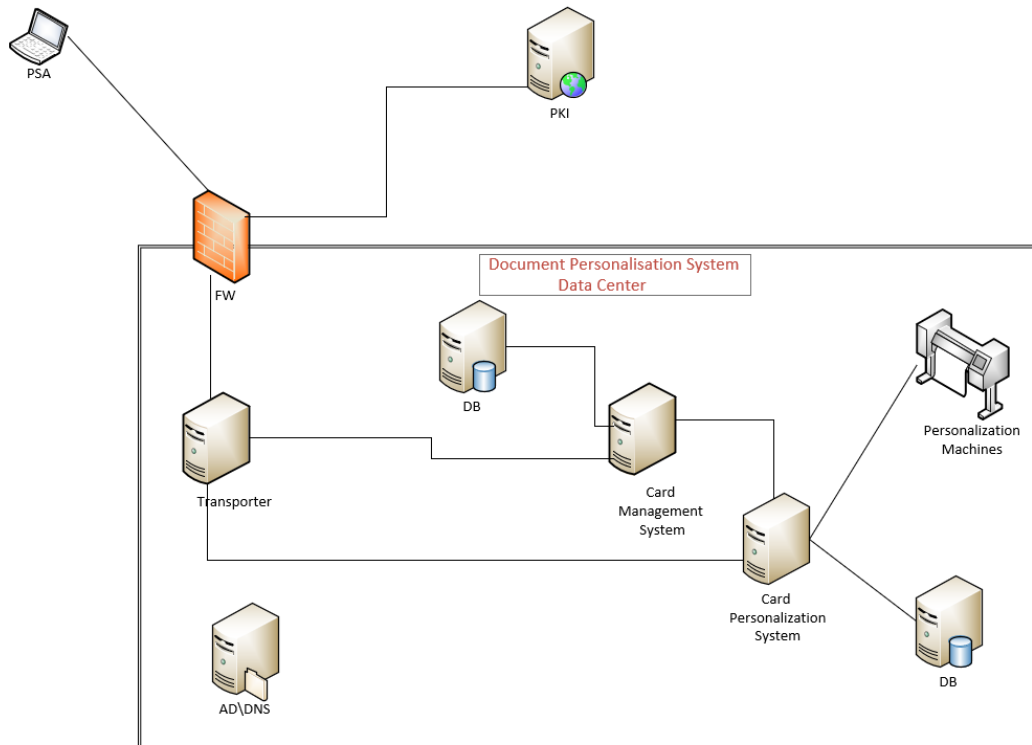 PSA
PKI
FW
Document Personalisation System
Data Center
DB
Personalization
Machines
Transporter
Card
Management
System
Card
Personalization
System
DB
AD\DNS